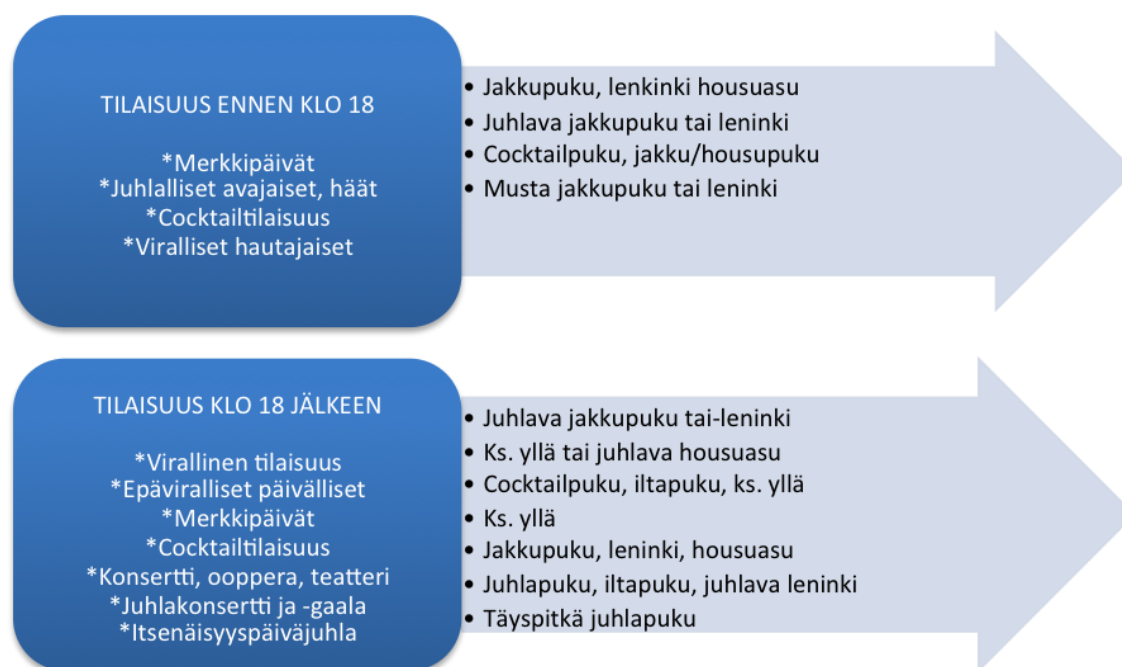 TILAISUUS ENNEN KLO 18
*Merkkipäivät
*Juhlalliset avajaiset, häät
*Cocktailtilaisuus
*Viralliset hautajaiset
• Jakkupuku, lenkinki housuasu
• Juhlava jakkupuku tai leninki
• Cocktailpuku, jakku/housupuku
• Musta jakkupuku tai leninki
TILAISUUS KLO 18 JÄLKEEN
*Virallinen tilaisuus
*Epäviralliset päivälliset
*Merkkipäivät
*Cocktailtilaisuus
*Konsertti, ooppera, teatteri
*Juhlakonsertti ja -gaala
*Itsenäisyyspäiväjuhla
• Juhlava jakkupuku tai-leninki
• Ks. yllä tai juhlava housuasu
• Cocktailpuku, iltapuku, ks. yllä
• Ks. yllä
• Jakkupuku, leninki, housuasu
• Juhlapuku, iltapuku, juhlava leninki
• Täyspitkä juhlapuku